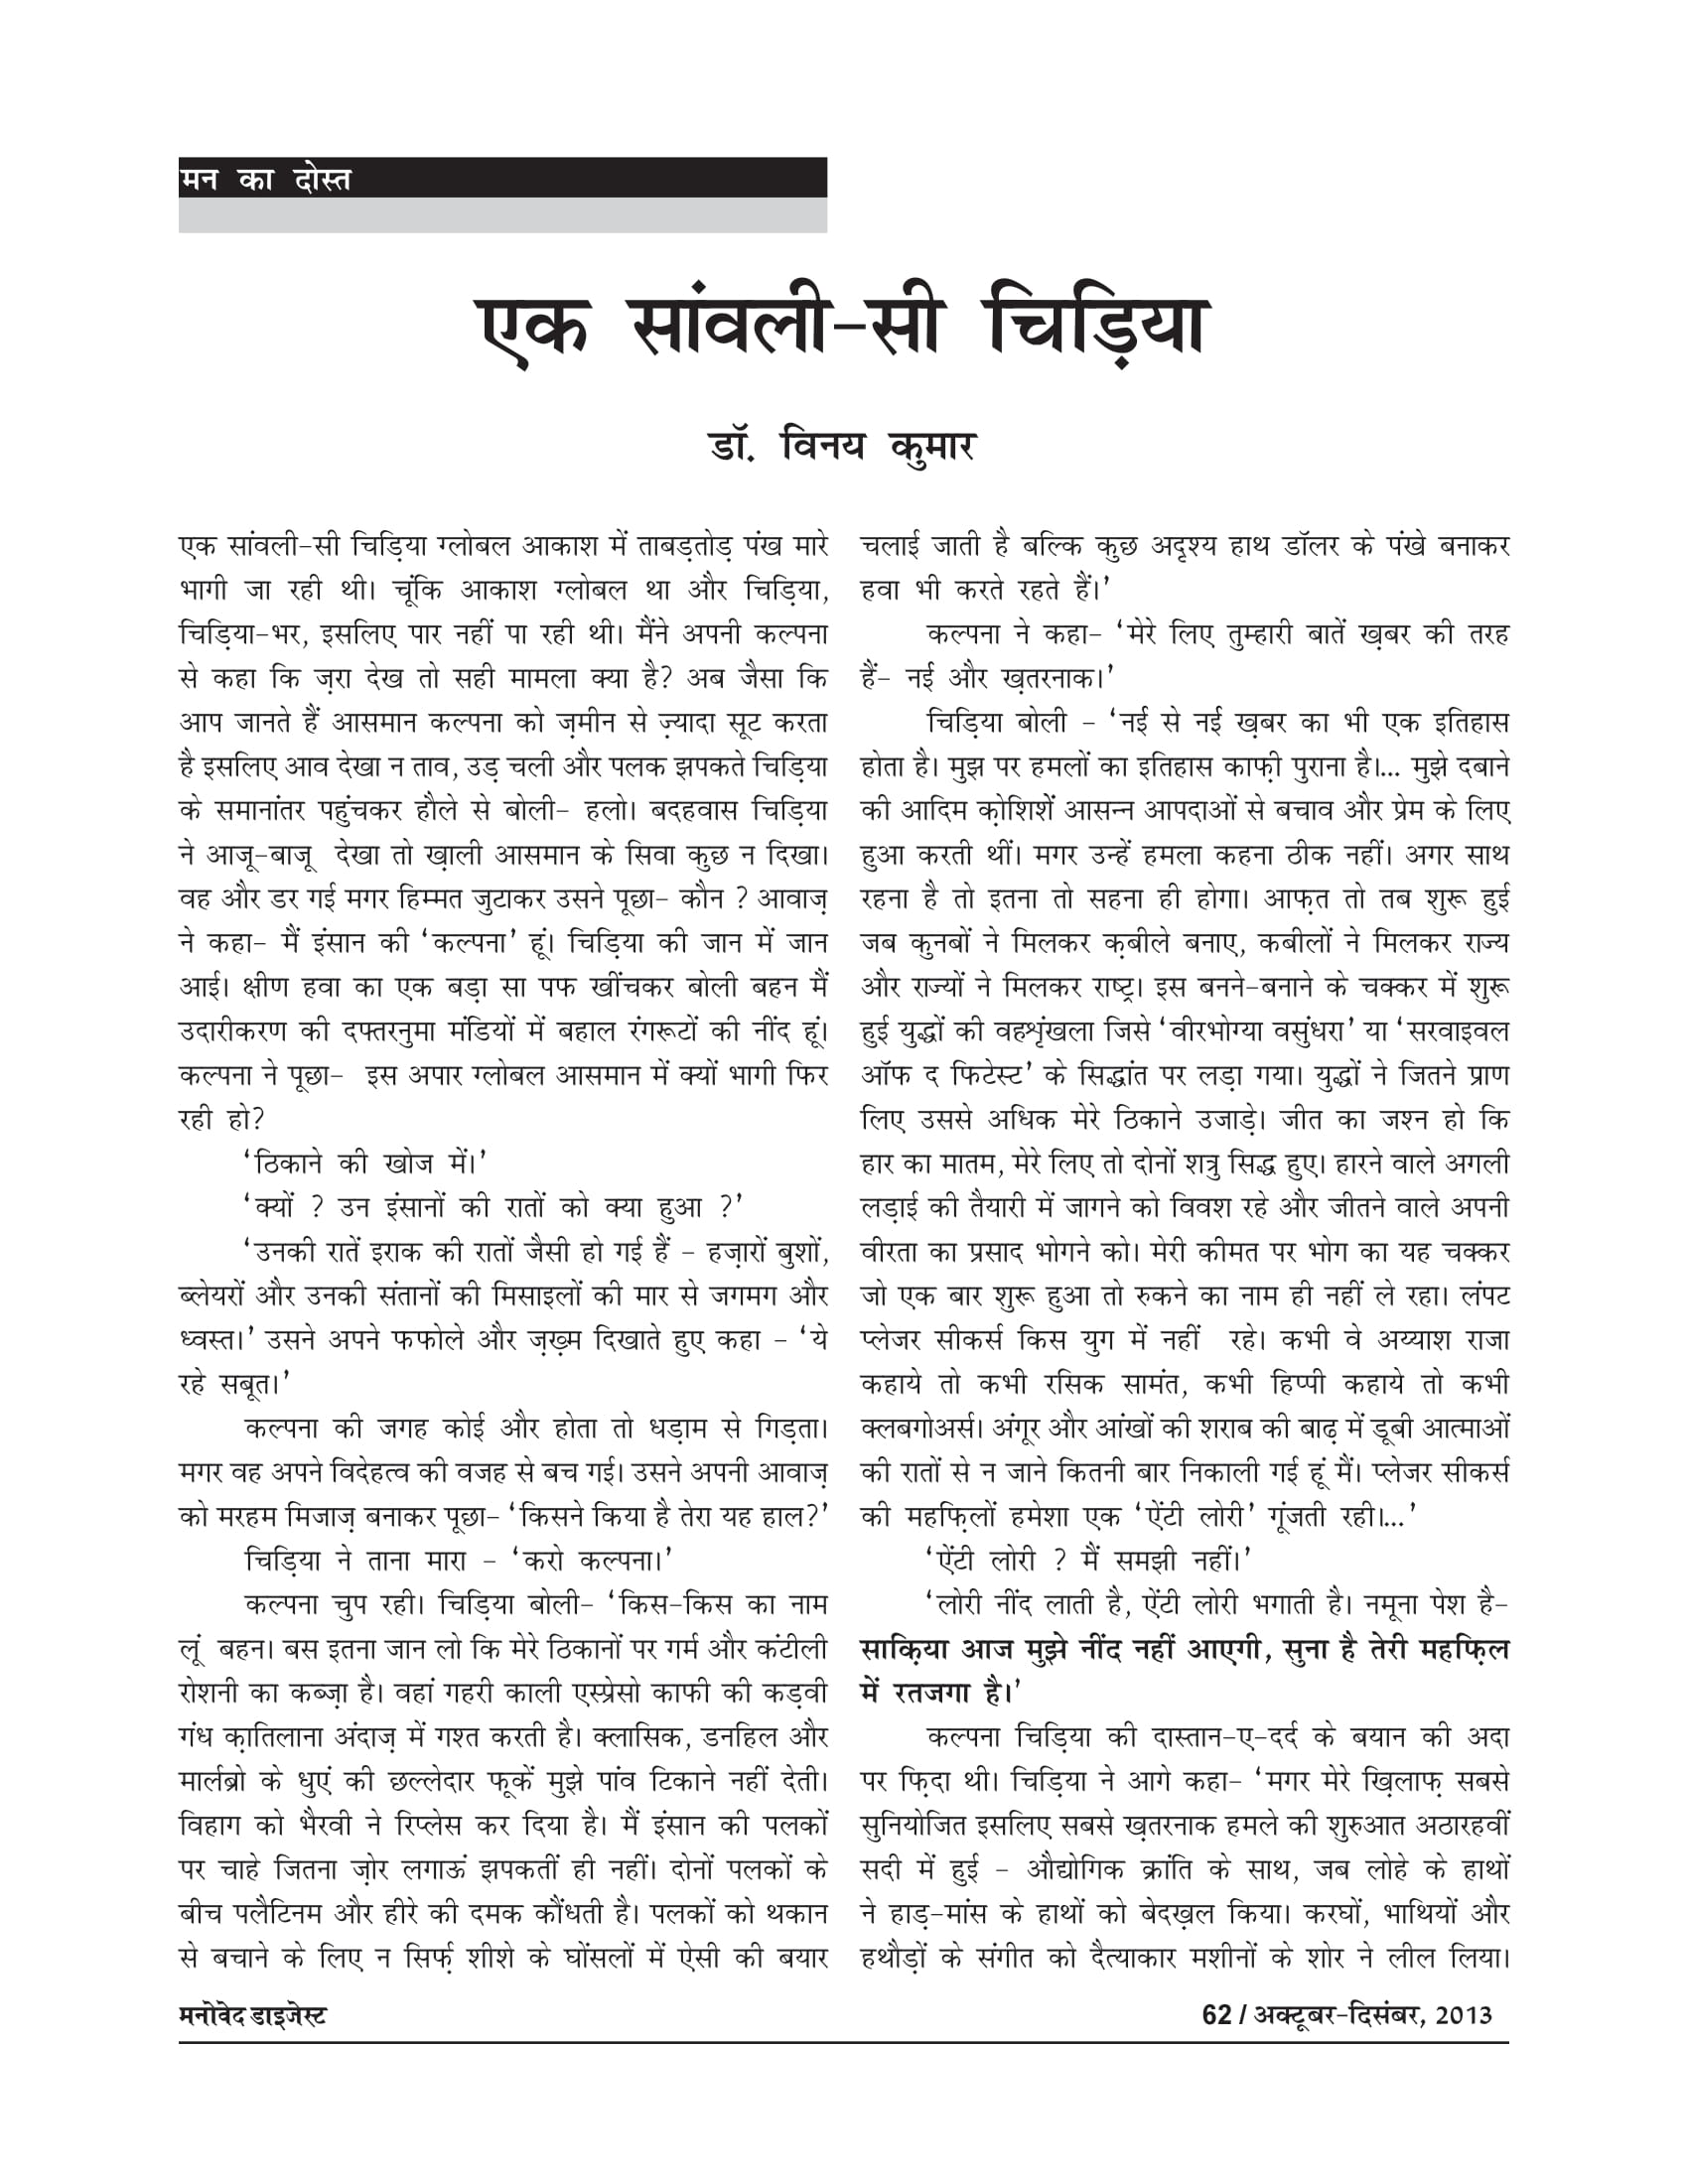 मन का दोस्त
एक सांवली-सी चिड़िया
डॉ. विनय कुमार
एक सांवली-सी चिड़िया ग्लोबल आकाश में ताबड़तोड़ पंख मारे
भागी जा रही थी। चूंकि आकाश ग्लोबल था और चिड़िया,
चिड़िया-भर, इसलिए पार नहीं पा रही थी। मैंने अपनी कल्पना
से कहा कि ज़रा देख तो सही मामला क्या है? अब जैसा कि
आप जानते हैं आसमान कल्पना को ज़मीन से ज़्यादा सूट करता
है इसलिए आव देखा न ताव, उड़ चली और पलक झपकते चिड़िया
के समानांतर पहुंचकर हौले से बोली- हलो। बदहवास चिड़िया
ने आजू-बाजू देखा तो ख़ाली आसमान के सिवा कुछ न दिखा।
वह और डर गई मगर हिम्मत जुटाकर उसने पूछा- कौन ? आवाज़
ने कहा- मैं इंसान की ‘कल्पना’ हूं। चिड़िया की जान में जान
आई। क्षीण हवा का एक बड़ा सा पफ खींचकर बोली बहन मैं
उदारीकरण की दफ्तरनुमा मंडियों में बहाल रंगरूटों की नींद हूं।
कल्पना ने पूछा- इस अपार ग्लोबल आसमान में क्यों भागी फिर
रही हो?
‘ठिकाने की खोज में।’
‘क्यों ? उन इंसानों की रातों को क्या हुआ ?’
‘उनकी रातें इराक की रातों जैसी हो गई हैं - हज़ारों बुशों,
ब्लेयरों और उनकी संतानों की मिसाइलों की मार से जगमग और
ध्वस्त।’ उसने अपने फफोले और ज़ख़्म दिखाते हुए कहा - ‘ये
रहे सबूत।’
कल्पना की जगह कोई और होता तो धड़ाम से गिड़ता।
मगर वह अपने विदेहत्व की वजह से बच गई। उसने अपनी आवाज़
को मरहम मिजाज़ बनाकर पूछा- ‘किसने किया है तेरा यह हाल?’
चिड़िया ने ताना मारा - ‘करो कल्पना।’
कल्पना चुप रही। चिड़िया बोली- ‘किस-किस का नाम
लूं बहन। बस इतना जान लो कि मेरे ठिकानों पर गर्म और कंटीली
रोशनी का कब्ज़ा है। वहां गहरी काली एस्प्रेसो काफी की कड़वी
गंध क़ातिलाना अंदाज़ में गश्त करती है। क्लासिक, डनहिल और
मार्लब्रो के धुएं की छल्लेदार फूकें मुझे पांव टिकाने नहीं देती।
विहाग को भैरवी ने रिप्लेस कर दिया है। मैं इंसान की पलकों
पर चाहे जितना ज़ोर लगाऊं झपकतीं ही नहीं। दोनों पलकों के
बीच पलैटिनम और हीरे की दमक कौंधती है। पलकों को थकान
से बचाने के लिए न सिर्फ़ शीशे के घोंसलों में ऐसी की बयार
चलाई जाती है बल्कि कुछ अदृश्य हाथ डॉलर के पंखे बनाकर
हवा भी करते रहते हैं।’
कल्पना ने कहा- ‘मेरे लिए तुम्हारी बातें ख़बर की तरह
हैं- नई और ख़तरनाक।’
चिड़िया बोली - ‘नई से नई ख़बर का भी एक इतिहास
होता है। मुझ पर हमलों का इतिहास काफ़ी पुराना है।... मुझे दबाने
की आदिम क़ोशिशें आसन्न आपदाओं से बचाव और प्रेम के लिए
हुआ करती थीं। मगर उन्हें हमला कहना ठीक नहीं। अगर साथ
रहना है तो इतना तो सहना ही होगा। आफ़त तो तब शुरू हुई
जब कुनबों ने मिलकर क़बीले बनाए, कबीलों ने मिलकर राज्य
और राज्यों ने मिलकर राष्ट्र। इस बनने-बनाने के चक्कर में शुरू
हुई युद्धों की वहशृंखला जिसे ‘वीरभोग्या वसुंधरा’ या ‘सरवाइवल
ऑफ द फिटेस्ट’ के सिद्धांत पर लड़ा गया। युद्धों ने जितने प्राण
लिए उससे अधिक मेरे ठिकाने उजाड़े। जीत का जश्न हो कि
हार का मातम, मेरे लिए तो दोनों शत्रु सिद्ध हुए। हारने वाले अगली
लड़ाई की तैयारी में जागने को विवश रहे और जीतने वाले अपनी
वीरता का प्रसाद भोगने को। मेरी कीमत पर भोग का यह चक्कर
जो एक बार शुरू हुआ तो रुकने का नाम ही नहीं ले रहा। लंपट
प्लेजर सीकर्स किस युग में नहीं रहे। कभी वे अय्याश राजा
कहाये तो कभी रसिक सामंत, कभी हिप्पी कहाये तो कभी
क्लबगोअर्स। अंगूर और आंखों की शराब की बाढ़ में डूबी आत्माओं
की रातों से न जाने कितनी बार निकाली गई हूं मैं। प्लेजर सीकर्स
की महफ़िलों हमेशा एक ‘ऐंटी लोरी’ गूंजती रही।...’
‘ऐंटी लोरी ? मैं समझी नहीं।’
‘लोरी नींद लाती है, ऐंटी लोरी भगाती है। नमूना पेश है-
साक़िया आज मुझे नींद नहीं आएगी, सुना है तेरी महफ़िल
में रतजगा है।’
कल्पना चिड़िया की दास्तान-ए-दर्द के बयान की अदा
पर फ़िदा थी। चिड़िया ने आगे कहा- ‘मगर मेरे ख़िलाफ़ सबसे
सुनियोजित इसलिए सबसे ख़तरनाक हमले की शुरुआत अठारहवीं
सदी में हुई - औद्योगिक क्रांति के साथ, जब लोहे के हाथों
ने हाड़-मांस के हाथों को बेदख़ल किया। करघों, भाथियों और
हथौड़ों के संगीत को दैत्याकार मशीनों के शोर ने लील लिया।
मनोवेद डाइजेस्ट
62 / अक्टूबर-दिसंबर, 2013